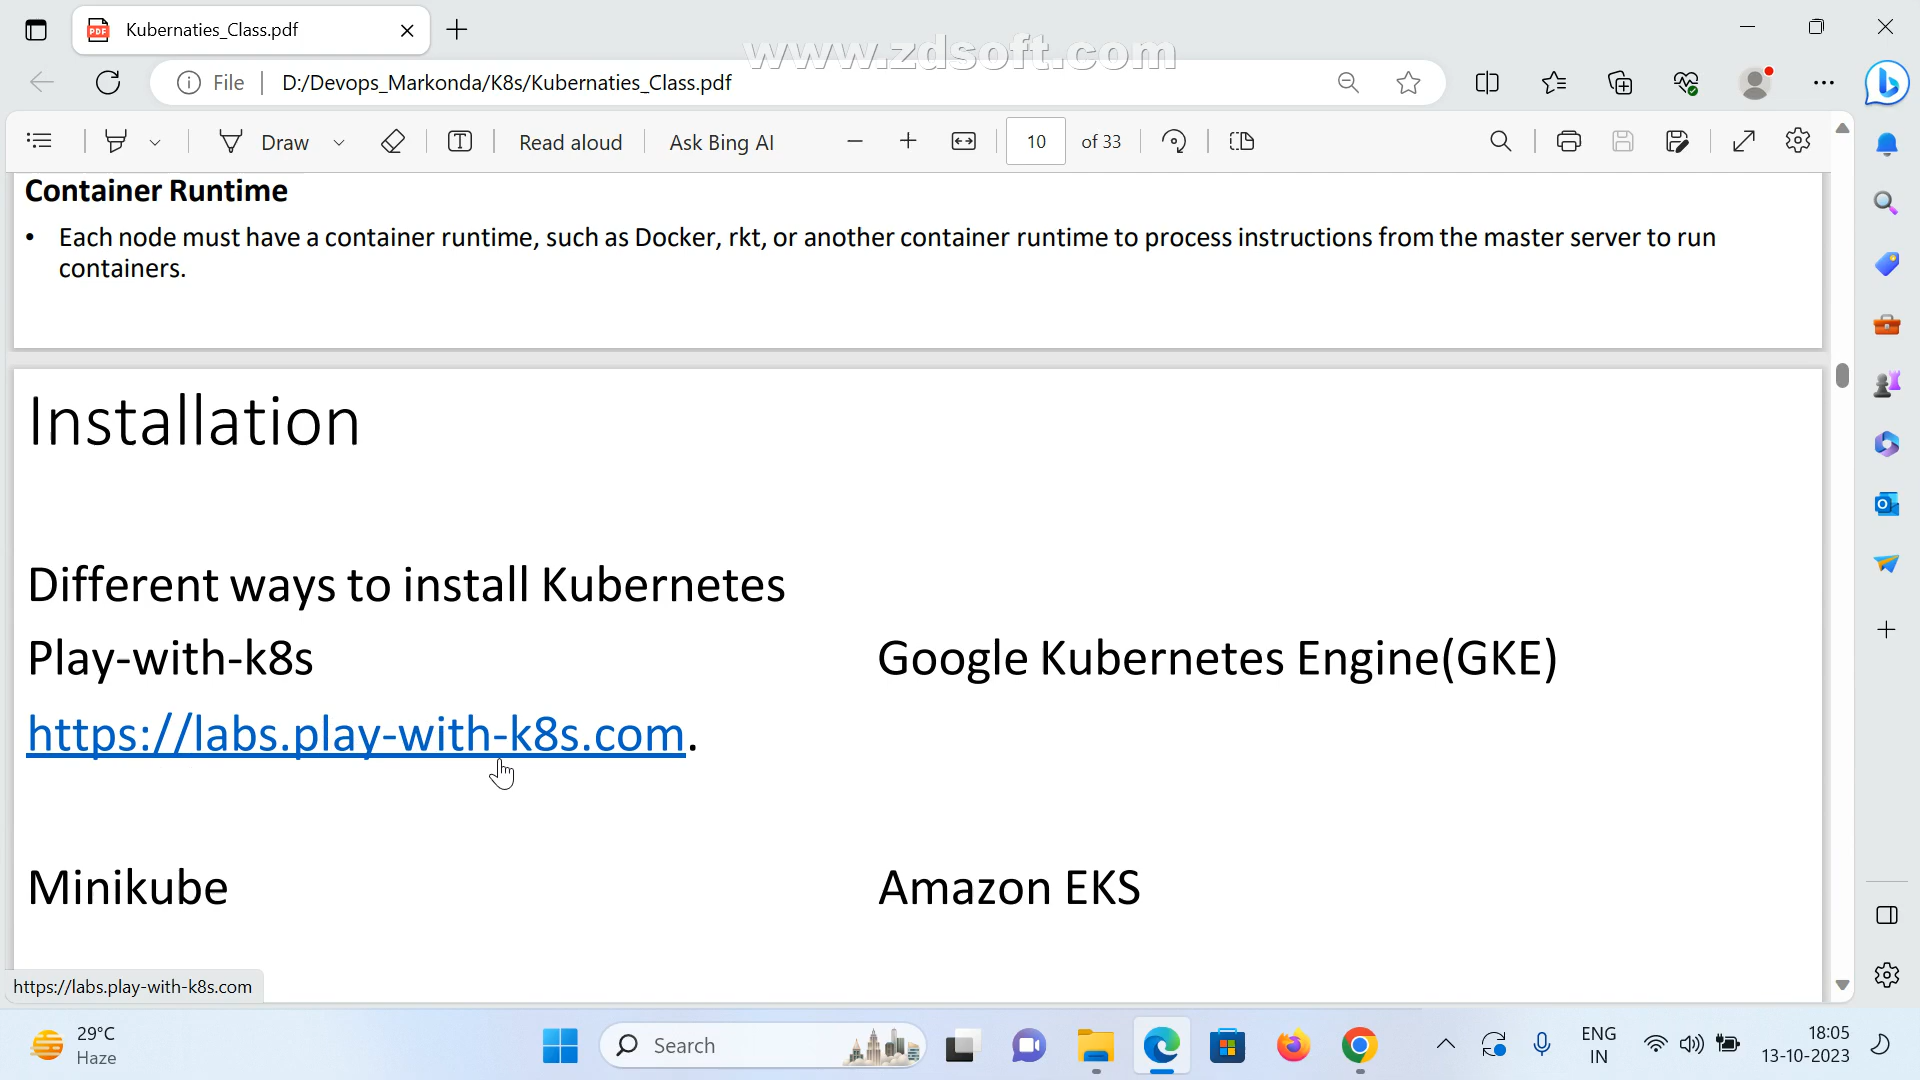 Kubernaties_Class.pdf
www.zdsoft.com
File
D:/Devops_Markonda/K8s/Kubernaties_Class.pdf
Draw
Read aloud
Ask Bing AI
10
of 33
Container Runtime
• Each node must have a container runtime, such as Docker, rkt, or another container runtime to process instructions from the master server to run
containers.
Installation
Different ways to install Kubernetes
Play-with-k8s
Google Kubernetes Engine(GKE)
https://labs.play-with-k8s.com.
Minikube
Amazon EKS
https://labs.play-with-k8s.com
29°C
Haze
Search
ENG
IN
18:05
13-10-2023